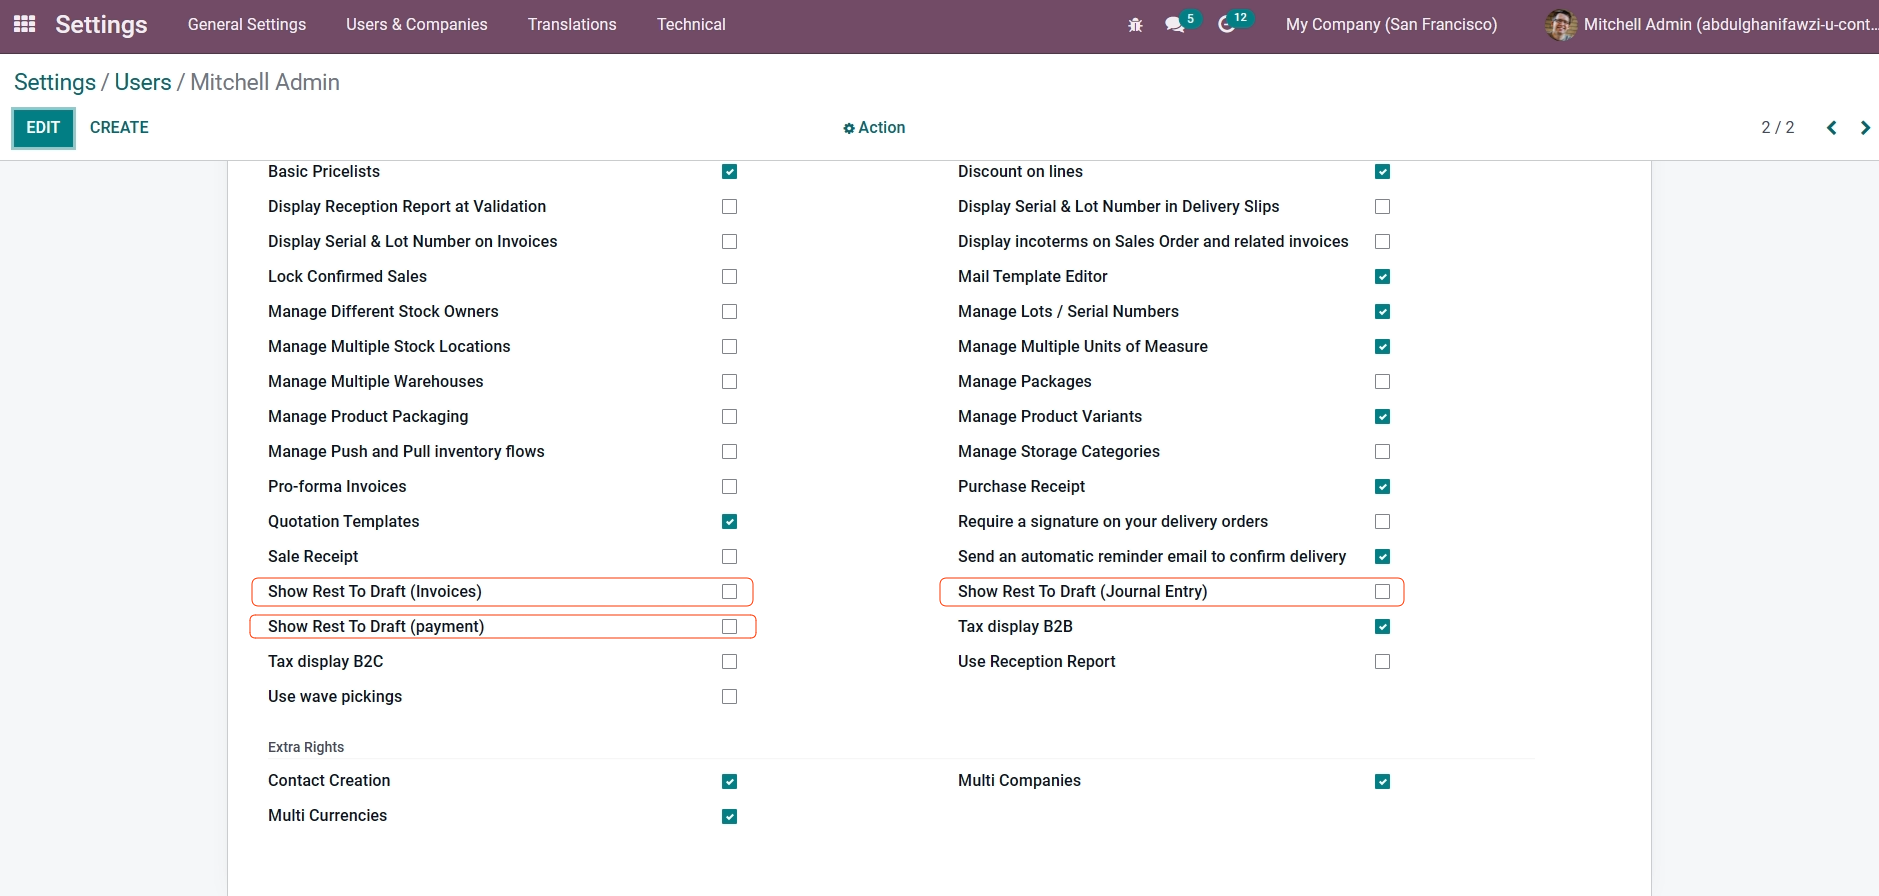 Settings General Settings Users & Companies Translations Technical 5 12 My Company (San Francisco) Mitchell Admin (abdulghanifawzi-u-cont...
Settings / Users / Mitchell Admin
EDIT CREATE Action 2 / 2
Basic Pricelists Discount on lines
Display Reception Report at Validation Display Serial & Lot Number in Delivery Slips
Display Serial & Lot Number on Invoices Display incoterms on Sales Order and related invoices
Lock Confirmed Sales Mail Template Editor
Manage Different Stock Owners Manage Lots / Serial Numbers
Manage Multiple Stock Locations Manage Multiple Units of Measure
Manage Multiple Warehouses Manage Packages
Manage Product Packaging Manage Product Variants
Manage Push and Pull inventory flows Manage Storage Categories
Pro-forma Invoices Purchase Receipt
Quotation Templates Require a signature on your delivery orders
Sale Receipt Send an automatic reminder email to confirm delivery
Show Rest To Draft (Invoices) Show Rest To Draft (Journal Entry)
Show Rest To Draft (payment) Tax display B2B
Tax display B2C Use Reception Report
Use wave pickings
Extra Rights
Contact Creation Multi Companies
Multi Currencies